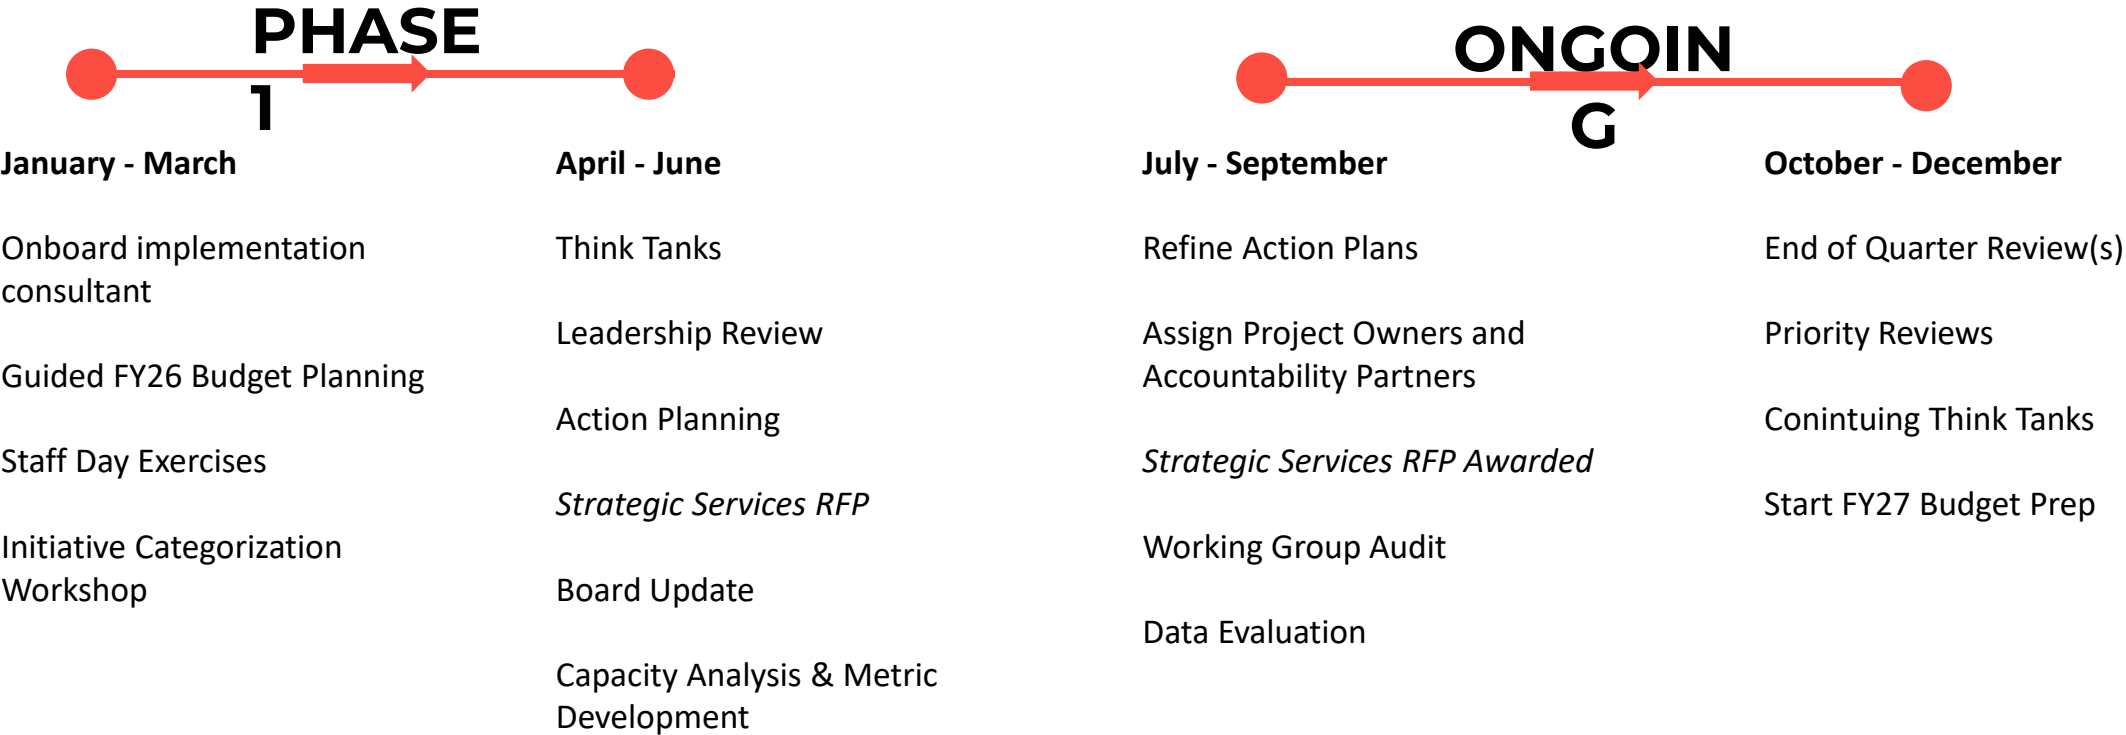 PHASE
1
January - March
Onboard implementation
consultant
Guided FY26 Budget Planning
Staff Day Exercises
Initiative Categorization
Workshop
April - June
Think Tanks
Leadership Review
Action Planning
Strategic Services RFP
Board Update
Capacity Analysis & Metric
Development
ONGOIN
G
July - September
Refine Action Plans
Assign Project Owners and
Accountability Partners
Strategic Services RFP Awarded
Working Group Audit
Data Evaluation
October - December
End of Quarter Review(s)
Priority Reviews
Conintuing Think Tanks
Start FY27 Budget Prep